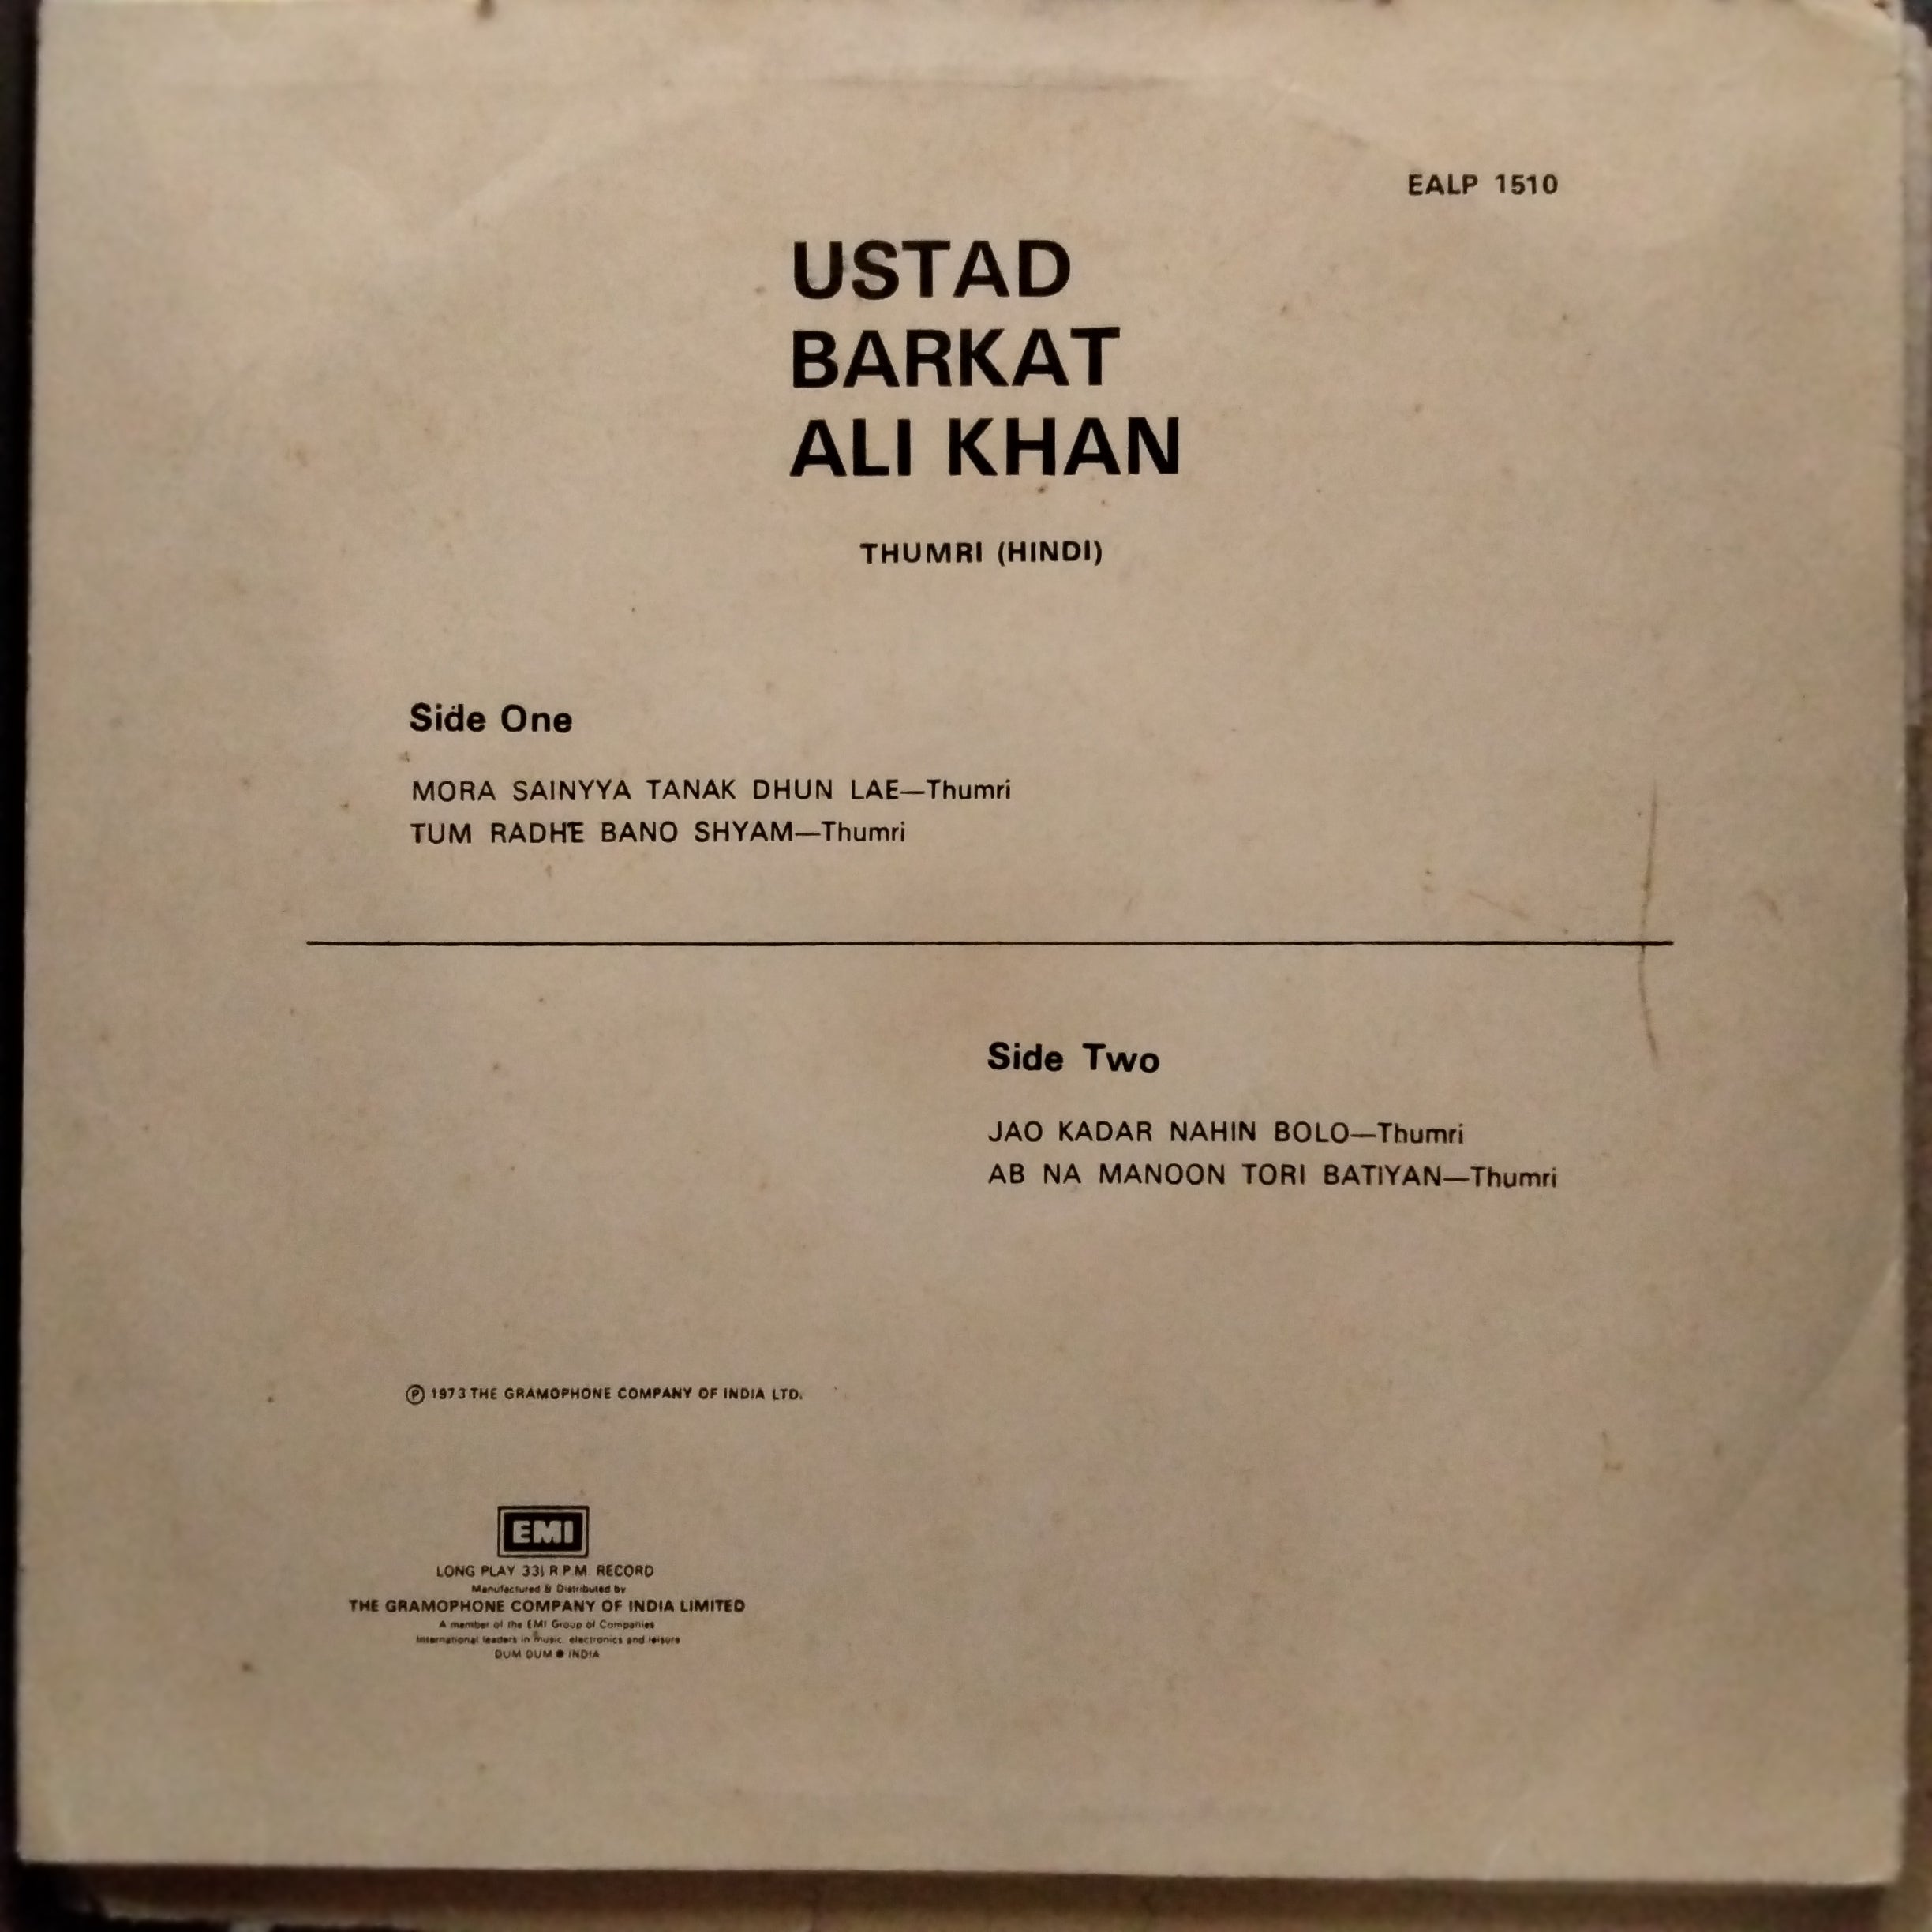 EALP 1510
USTAD
BARKAT
ALI KHAN
THUMRI (HINDI)
Side One
MORA SAINYYA TANAK DHUN LAE—Thumri
TUM RADHE BANO SHYAM—Thumri
Side Two
JAO KADAR NAHIN BOLO—Thumri
AB NA MANOON TORI BATIYAN—Thumri
Ⓟ 1973 THE GRAMOPHONE COMPANY OF INDIA LTD.
EMI
LONG PLAY 33⅓ R.P.M. RECORD
Manufactured & Distributed by
THE GRAMOPHONE COMPANY OF INDIA LIMITED
A member of the EMI Group of Companies
International leaders in music, electronics and leisure
DUM DUM ● INDIA